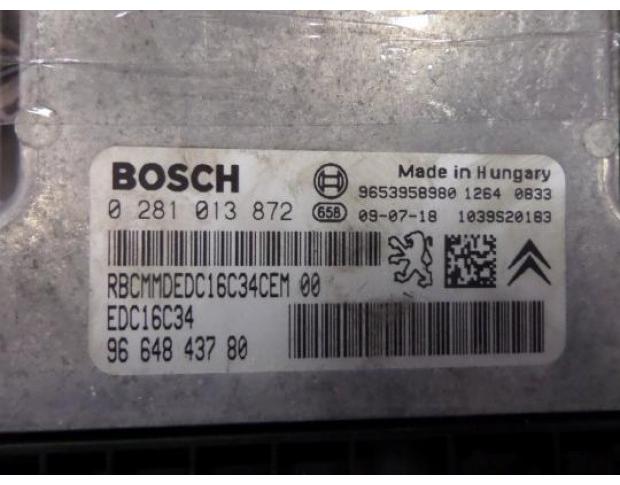 BOSCH
Made in Hungary
9653958980 1264 0833
0 281 013 872 658 09-07-18 1039S20183
RBCMMDEDC16C34CEM 00
EDC16C34
96 648 437 80